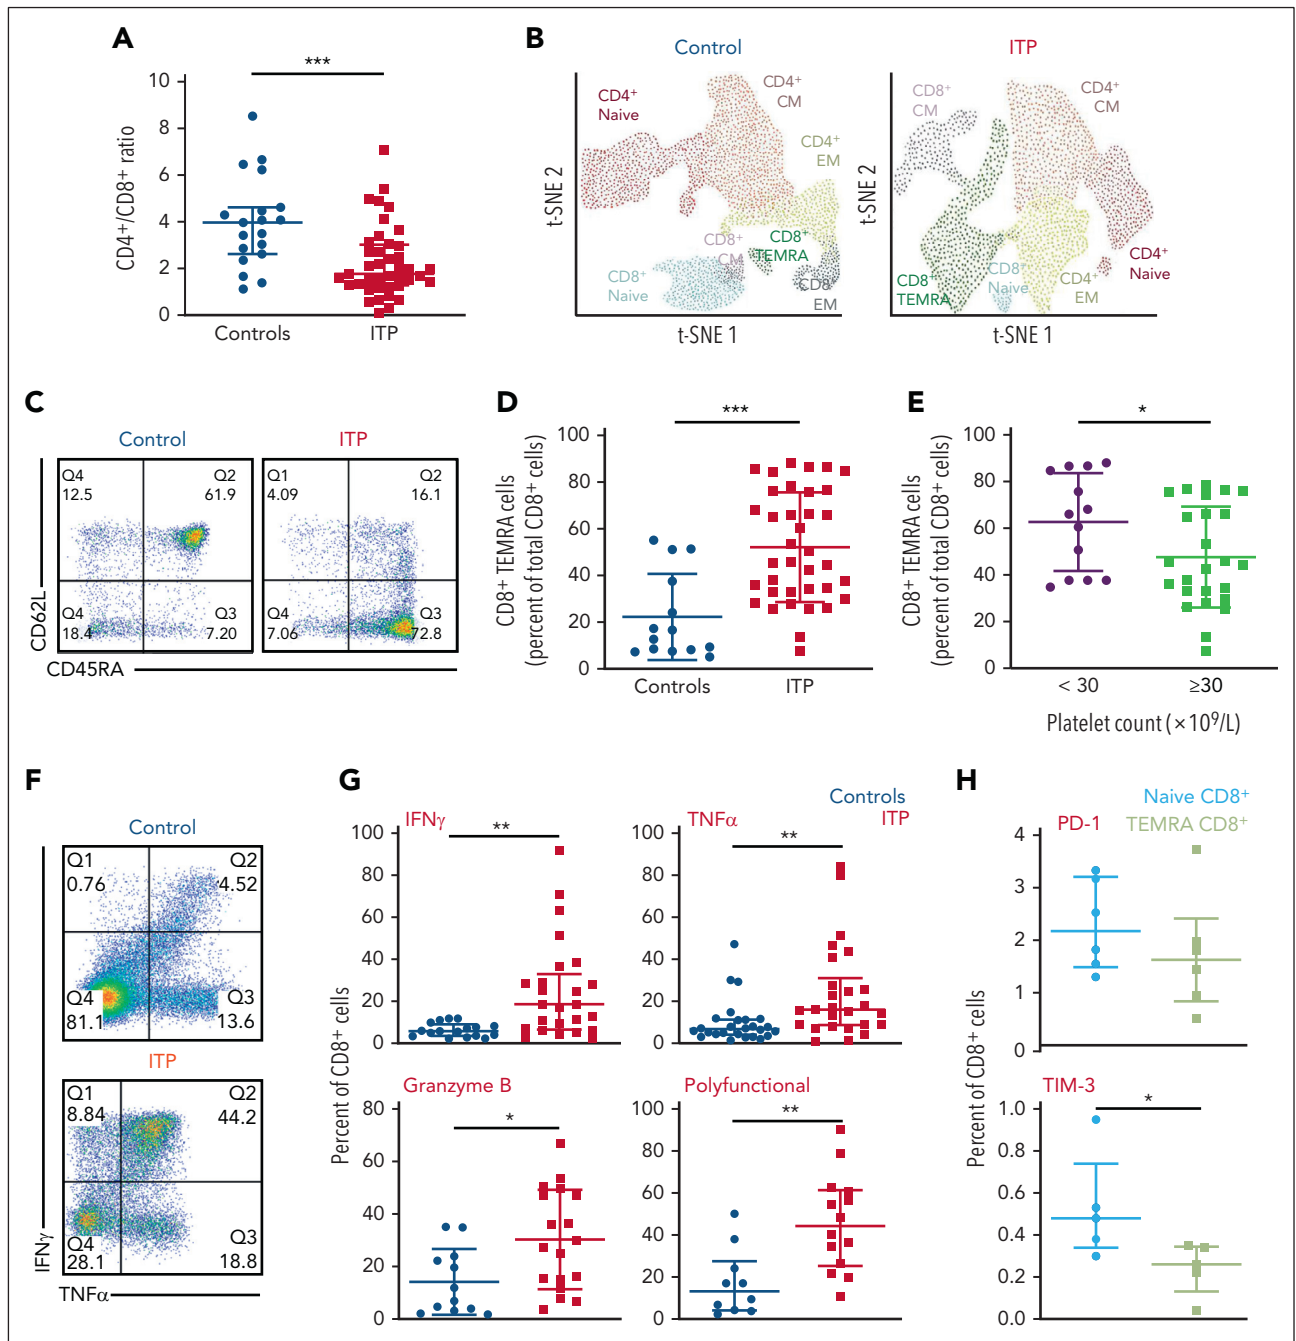 A
***
CD4+/CD8+ ratio
10
8
6
4
2
0
Controls
ITP
B
Control
ITP
CD4+
Naive
CD4+
CM
CD4+
EM
CD8+
CM
CD8+
TEMRA
CD8+
Naive
CD8+
EM
t-SNE 2
t-SNE 1
CD8+
CM
CD4+
CM
CD4+
Naive
CD8+
TEMRA
CD8+
Naive
CD4+
EM
t-SNE 2
t-SNE 1
C
Control
ITP
Q4
12.5
Q2
61.9
Q4
18.4
Q3
7.20
Q1
4.09
Q2
16.1
Q4
7.06
Q3
72.8
CD62L
CD45RA
D
***
CD8+ TEMRA cells
(percent of total CD8+ cells)
100
80
60
40
20
0
Controls
ITP
E
*
CD8+ TEMRA cells
(percent of total CD8+ cells)
100
80
60
40
20
0
< 30
≥30
Platelet count (×10⁹/L)
F
Control
Q1
0.76
Q2
4.52
Q4
81.1
Q3
13.6
ITP
Q1
8.84
Q2
44.2
Q4
28.1
Q3
18.8
IFNγ
TNFα
G
Controls
ITP
Percent of CD8+ cells
IFNγ
**
100
80
60
40
20
0
TNFα
**
100
80
60
40
20
0
Granzyme B
*
80
60
40
20
0
Polyfunctional
**
100
80
60
40
20
0
H
Naive CD8+
TEMRA CD8+
Percent of CD8+ cells
PD-1
4
3
2
1
0
TIM-3
*
1.0
0.8
0.6
0.4
0.2
0.0